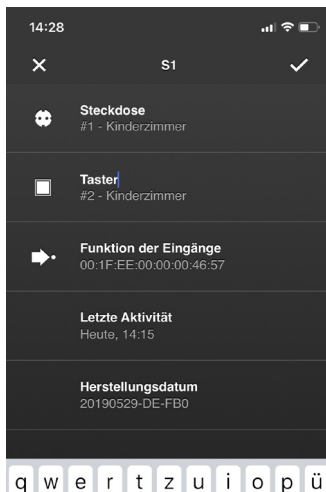 14:28
S1
Steckdose
#1 - Kinderzimmer
Taster
#2 - Kinderzimmer
Funktion der Eingänge
00:1F:EE:00:00:00:46:57
Letzte Aktivität
Heute, 14:15
Herstellungsdatum
20190529-DE-FB0
q w e r t z u i o p ü